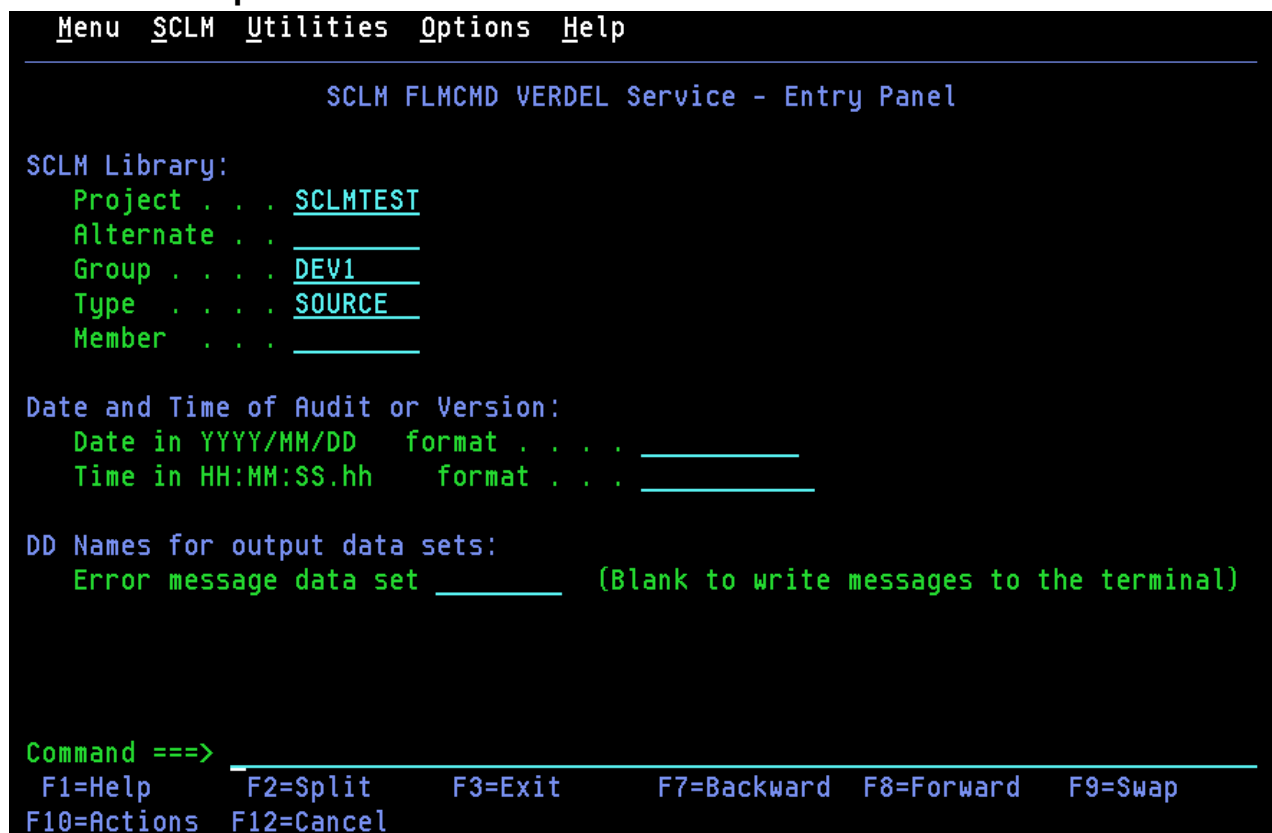 Menu SCLM Utilities Options Help
SCLM FLMCMD VERDEL Service - Entry Panel
SCLM Library:
Project . . . SCLMTEST
Alternate . .
Group . . . . DEV1
Type . . . . SOURCE
Member . . .
Date and Time of Audit or Version:
Date in YYYY/MM/DD format . . . .
Time in HH:MM:SS.hh format . . .
DD Names for output data sets:
Error message data set (Blank to write messages to the terminal)
Command ===>
F1=Help F2=Split F3=Exit F7=Backward F8=Forward F9=Swap
F10=Actions F12=Cancel